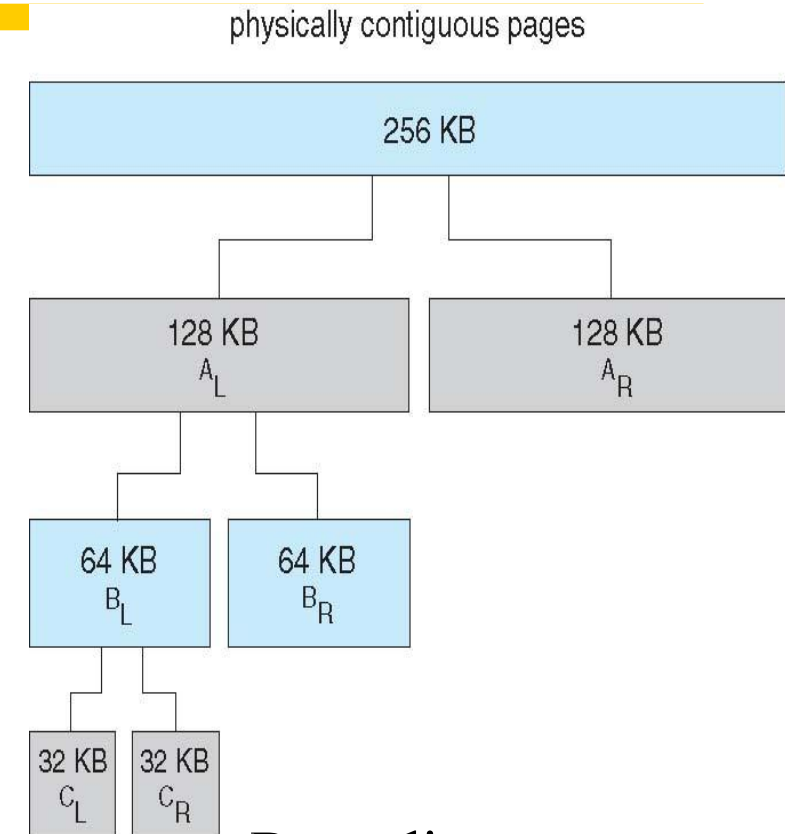 physically contiguous pages
256 KB
128 KB
A_L
128 KB
A_R
64 KB
B_L
64 KB
B_R
32 KB
C_L
32 KB
C_R